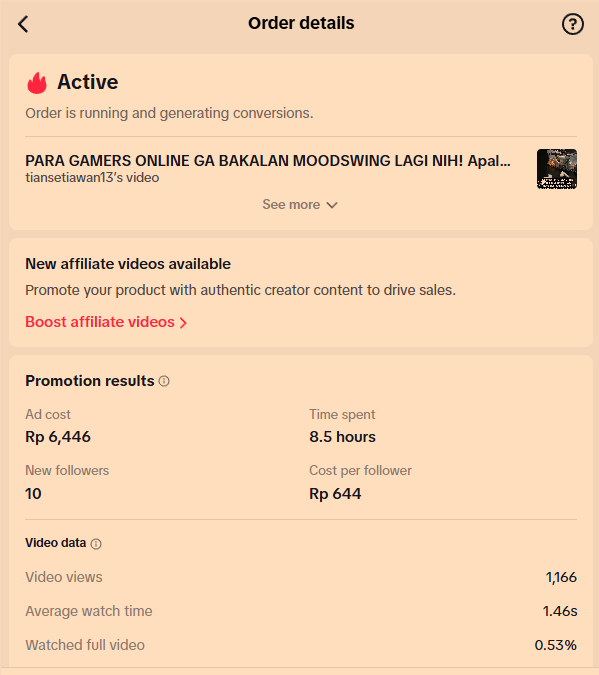 Order details
Active
Order is running and generating conversions.
PARA GAMERS ONLINE GA BAKALAN MOODSWING LAGI NIH! Apal...
tiansetiawan13's video
See more
New affiliate videos available
Promote your product with authentic creator content to drive sales.
Boost affiliate videos
Promotion results
Ad cost
Time spent
Rp 6,446
8.5 hours
New followers
Cost per follower
10
Rp 644
Video data
Video views
1,166
Average watch time
1.46s
Watched full video
0.53%